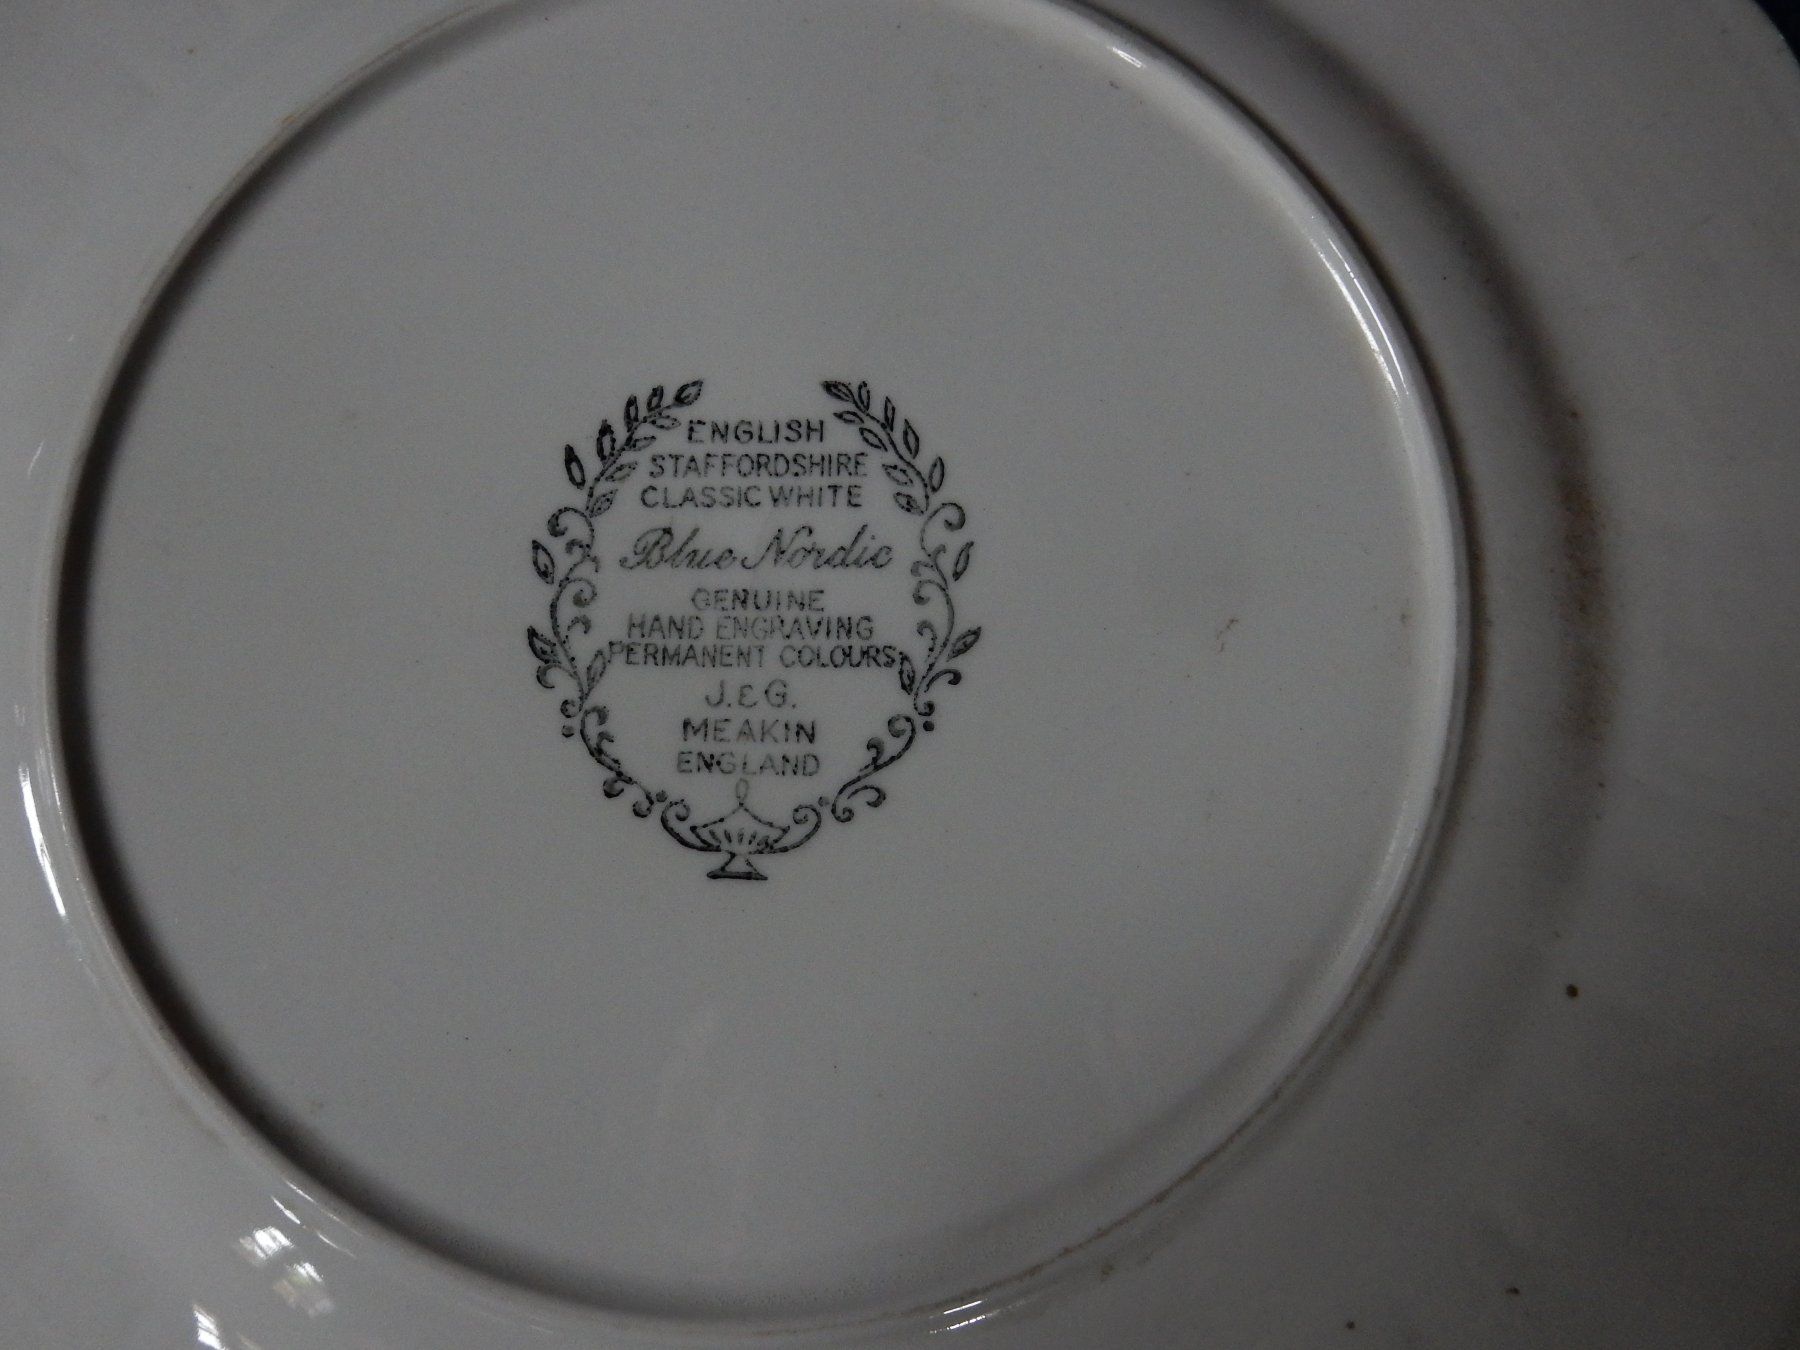 ENGLISH
STAFFORDSHIRE
CLASSIC WHITE
Blue Nordic
GENUINE
HAND ENGRAVING
PERMANENT COLOURS
J. & G.
MEAKIN
ENGLAND